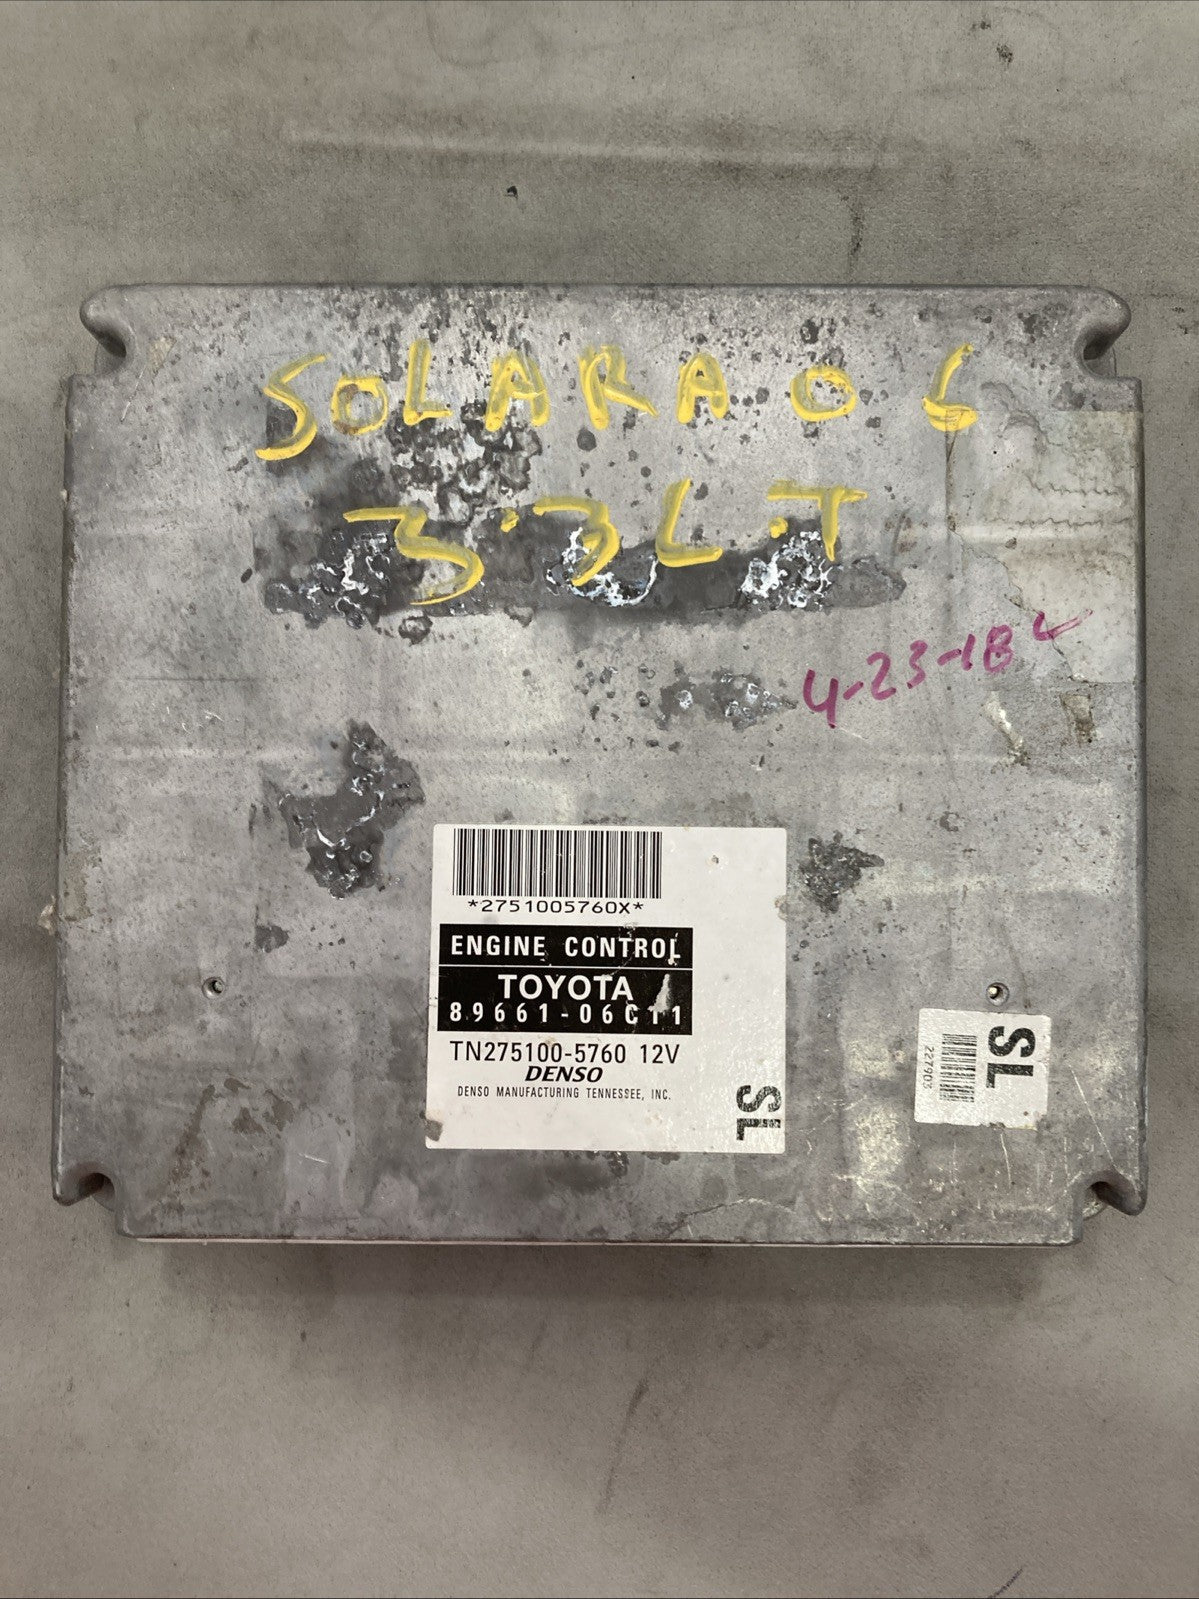 SOLARA 06
3.3L.T
4-23-18
*2751005760X*
ENGINE CONTROL
TOYOTA
89661-06C11
TN275100-5760 12V
DENSO
DENSO MANUFACTURING TENNESSEE, INC.
SL
SL